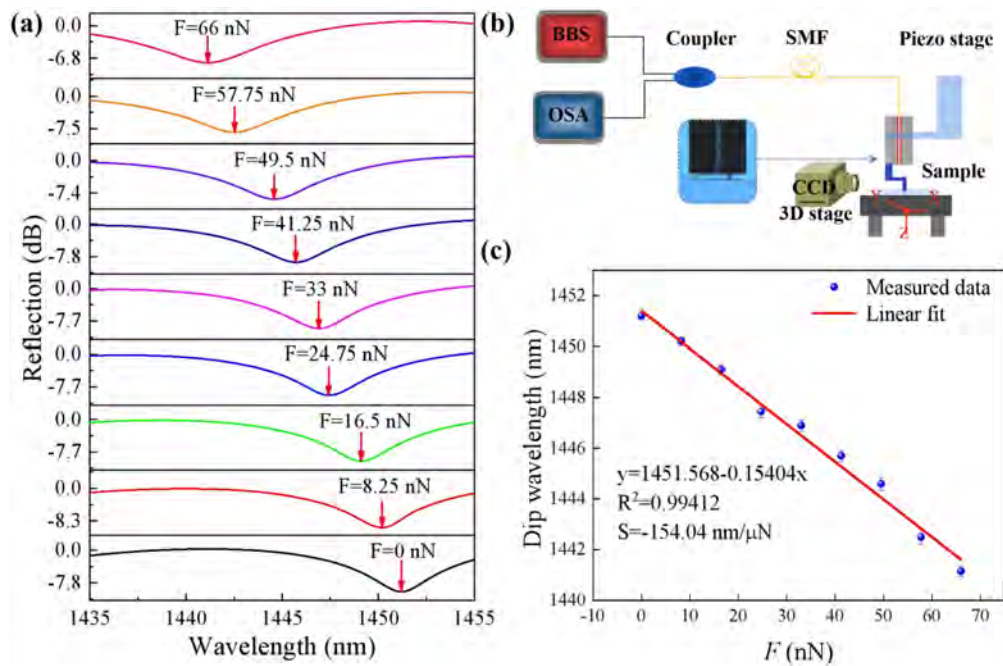 (a)
0.0
-6.8
F=66 nN
0.0
-7.5
F=57.75 nN
0.0
-7.4
F=49.5 nN
0.0
-7.8
F=41.25 nN
0.0
-7.7
F=33 nN
0.0
-7.7
F=24.75 nN
0.0
-7.7
F=16.5 nN
0.0
-8.3
F=8.25 nN
0.0
-7.8
F=0 nN
Reflection (dB)
1435 1440 1445 1450 1455
Wavelength (nm)
(b)
BBS
OSA
Coupler
SMF
Piezo stage
CCD
3D stage
Sample
Y
X
Z
(c)
Measured data
Linear fit
y=1451.568-0.15404x
R²=0.99412
S=-154.04 nm/μN
Dip wavelength (nm)
1452
1450
1448
1446
1444
1442
1440
-10 0 10 20 30 40 50 60 70
F (nN)